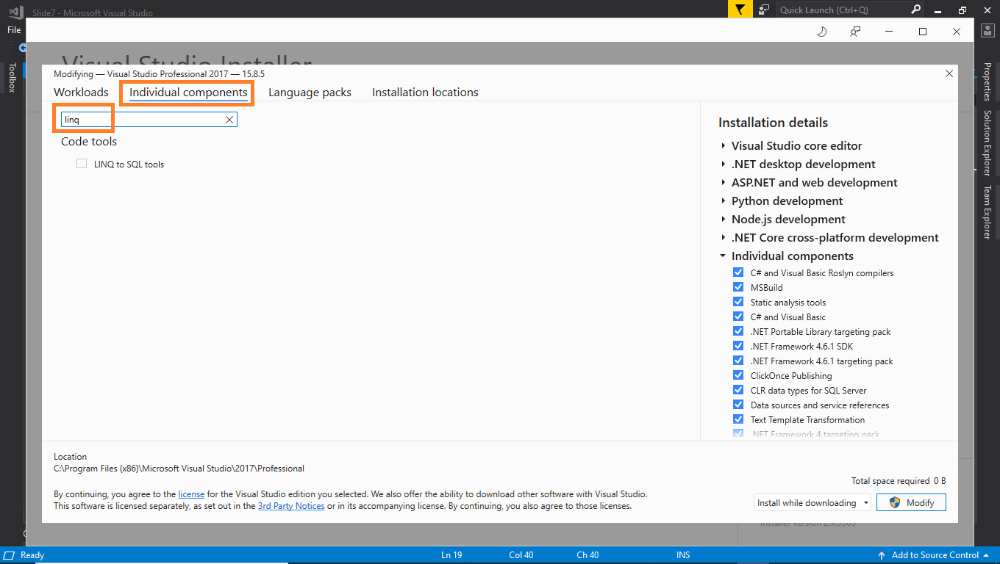 Slide7 - Microsoft Visual Studio
Quick Launch (Ctrl+Q)
File
Visual Studio Installer
Toolbox
Properties
Solution Explorer
Team Explorer
Modifying — Visual Studio Professional 2017 — 15.8.5
Workloads Individual components Language packs Installation locations
linq
Code tools
LINQ to SQL tools
Installation details
Visual Studio core editor
.NET desktop development
ASP.NET and web development
Python development
Node.js development
.NET Core cross-platform development
Individual components
C# and Visual Basic Roslyn compilers
MSBuild
Static analysis tools
C# and Visual Basic
.NET Portable Library targeting pack
.NET Framework 4.6.1 SDK
.NET Framework 4.6.1 targeting pack
ClickOnce Publishing
CLR data types for SQL Server
Data sources and service references
Text Template Transformation
.NET Framework 4 targeting pack
Location
C:\Program Files (x86)\Microsoft Visual Studio\2017\Professional
Total space required 0 B
By continuing, you agree to the license for the Visual Studio edition you selected. We also offer the ability to download other software with Visual Studio.
This software is licensed separately, as set out in the 3rd Party Notices or in its accompanying license. By continuing, you also agree to those licenses.
Install while downloading Modify
Ready Ln 19 Col 40 Ch 40 INS Add to Source Control